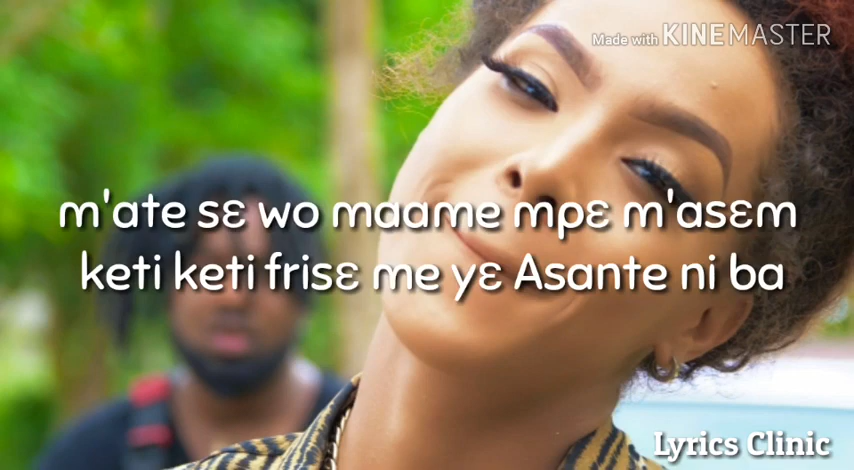 Made with KINEMASTER
m'ate sɛ wo maame mpɛ m'asɛm
keti keti frisɛ me yɛ Asante ni ba
Lyrics Clinic